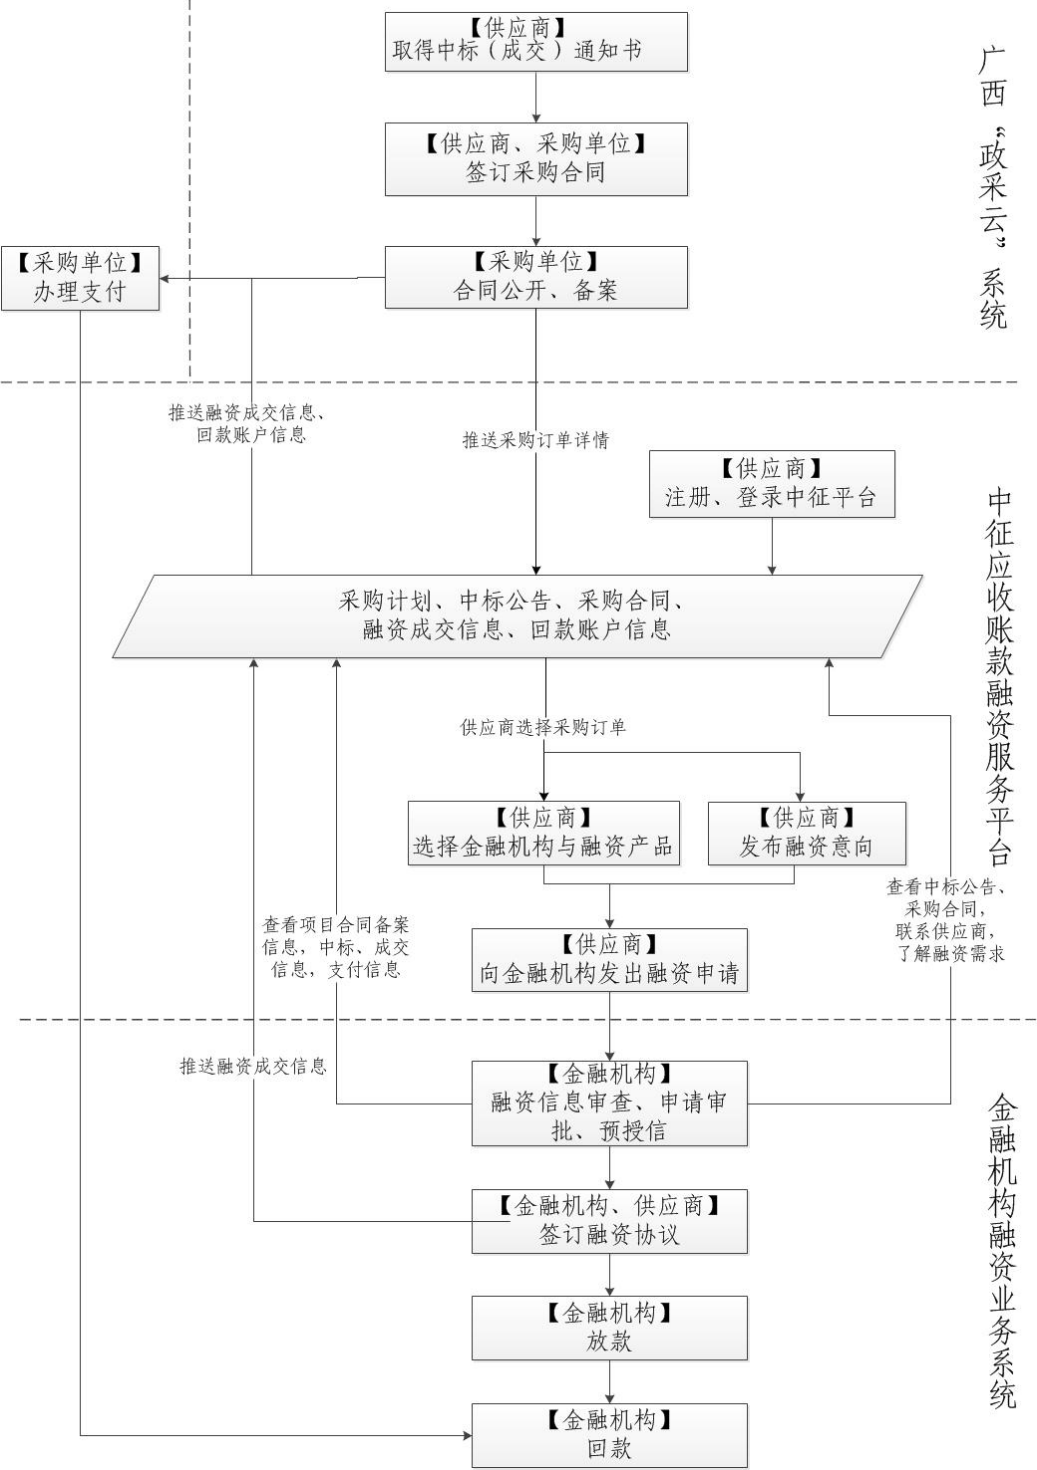 【供应商】
取得中标（成交）通知书
【供应商、采购单位】
签订采购合同
【采购单位】
办理支付
【采购单位】
合同公开、备案
广西“政采云”系统
推送融资成交信息、
回款账户信息
推送采购订单详情
【供应商】
注册、登录中征平台
采购计划、中标公告、采购合同、
融资成交信息、回款账户信息
中征应收账款融资服务平台
供应商选择采购订单
【供应商】
选择金融机构与融资产品
【供应商】
发布融资意向
查看中标公告、
采购合同，
联系供应商，
了解融资需求
查看项目合同备案
信息，中标、成交
信息，支付信息
【供应商】
向金融机构发出融资申请
推送融资成交信息
【金融机构】
融资信息审查、申请审
批、预授信
【金融机构、供应商】
签订融资协议
【金融机构】
放款
【金融机构】
回款
金融机构融资业务系统